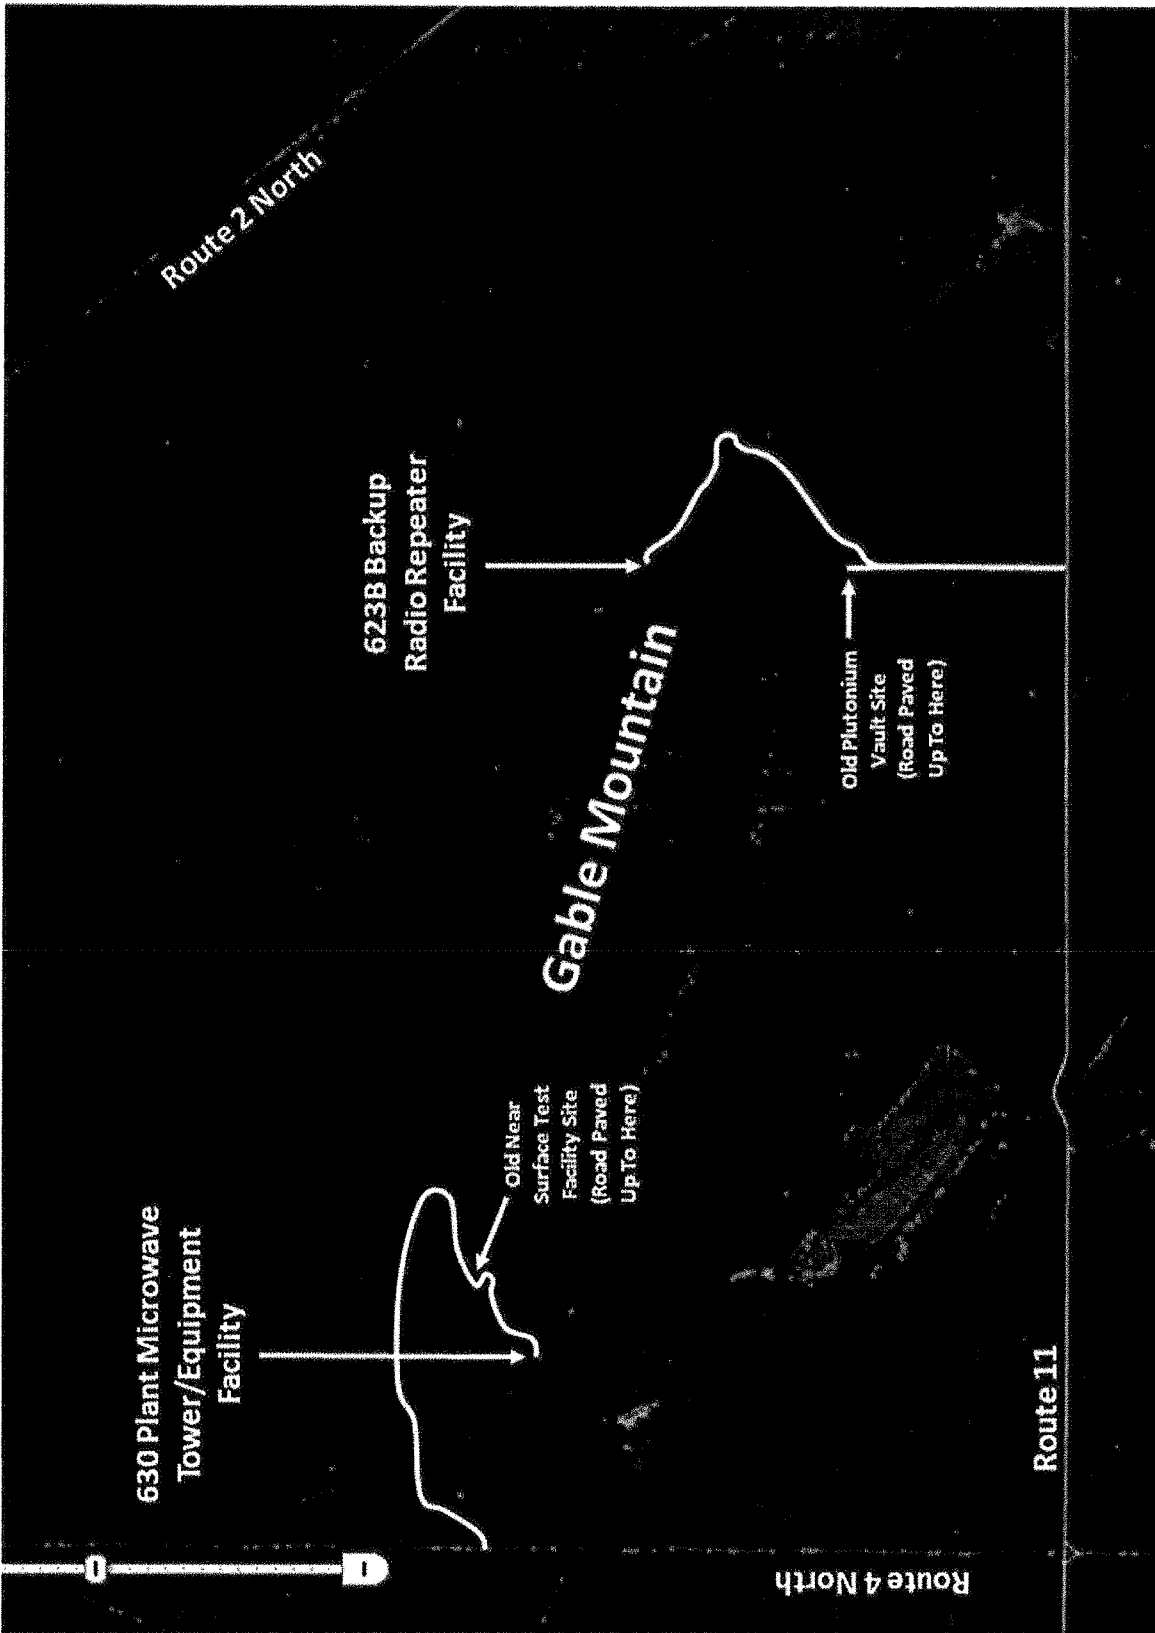 630 Plant Microwave
Tower/Equipment
Facility
623B Backup
Radio Repeater
Facility
Route 2 North
Old Near
Surface Test
Facility Site
(Road Paved
Up To Here)
Gable Mountain
Old Plutonium
Vault Site
(Road Paved
Up To Here)
Route 4 North
Route 11